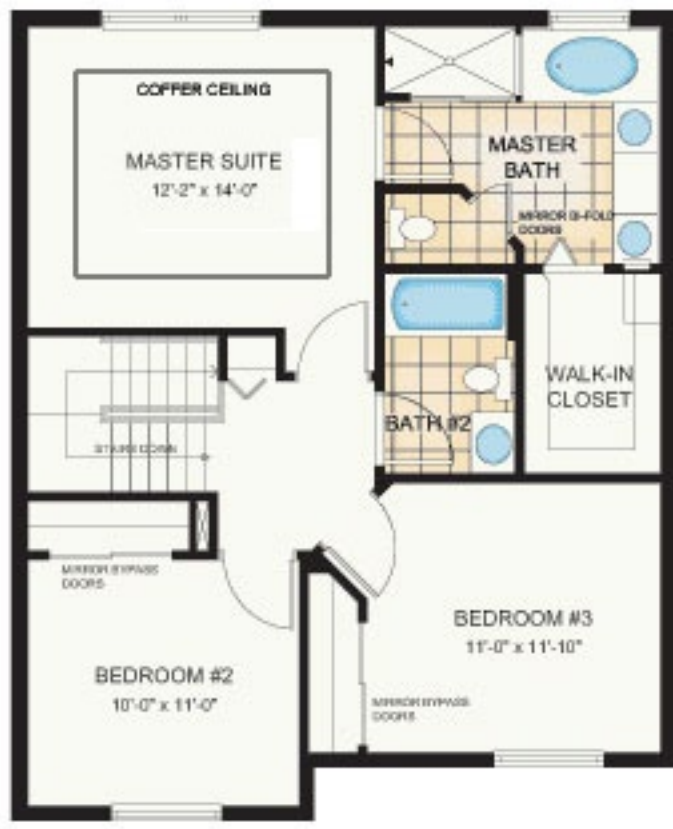 COFFER CEILING
MASTER SUITE
12'-2" x 14'-0"
MASTER
BATH
MIRROR BI-FOLD
DOORS
WALK-IN
CLOSET
BATH #2
STAIRS DOWN
MIRROR BYPASS
DOORS
BEDROOM #3
11'-0" x 11'-10"
BEDROOM #2
10'-0" x 11'-0"
MIRROR BYPASS
DOORS